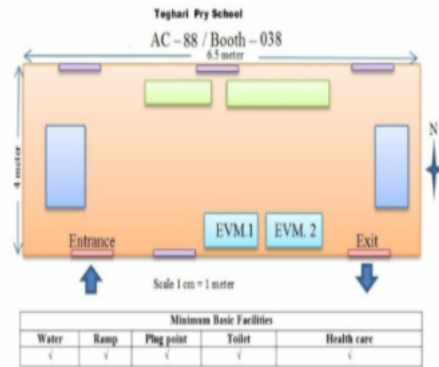 Teghari Pry School
AC – 88 / Booth – 038
6.5 meter
4 meter
N
EVM.1 EVM. 2
Entrance Exit
Scale 1 cm = 1 meter
Minimum Basic Facilities
Water Ramp Plug point Toilet Health care
√ √ √ √ √